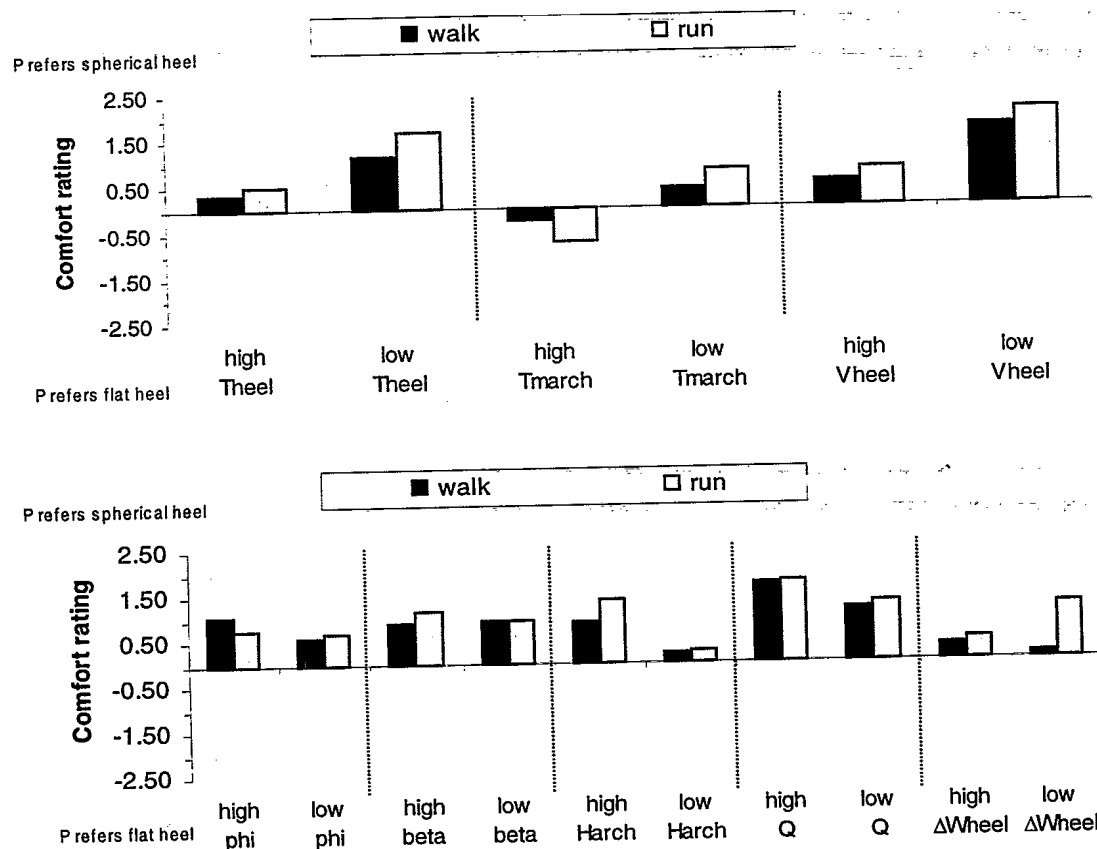 walk run
Prefers spherical heel
2.50
1.50
0.50
-0.50
-1.50
-2.50
Comfort rating
high low high low high low
Theel Theel Tmarch Tmarch Vheel Vheel
Prefers flat heel
walk run
Prefers spherical heel
2.50
1.50
0.50
-0.50
-1.50
-2.50
Comfort rating
high low high low high low high low high low
phi phi beta beta Harch Harch Q Q ΔWheel ΔWheel
Prefers flat heel